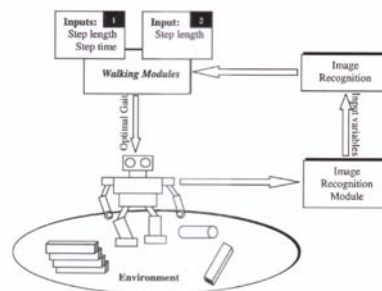 Inputs: 1
Step length
Step time
Input: 2
Step length
Walking Modules
Image
Recognition
Optimal Gait
Input variables
Image
Recognition
Module
Environment